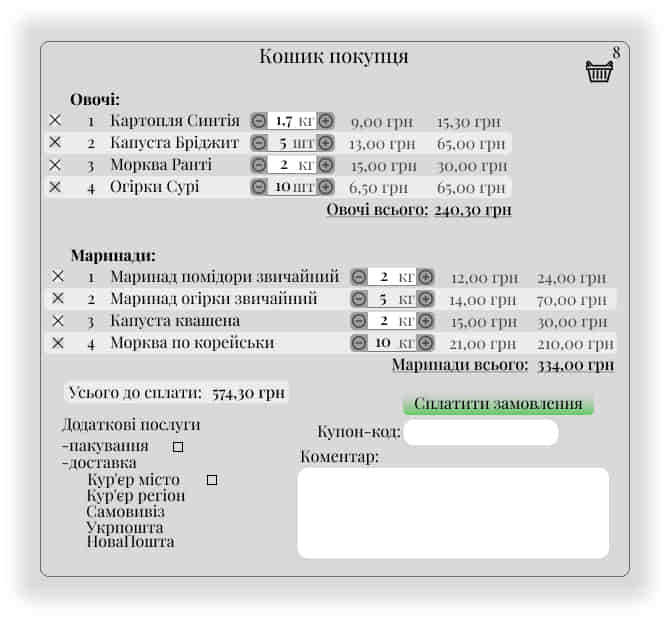 Кошик покупця
8
Овочі:
1 Картопля Синтія 1,7 кг 9,00 грн 15,30 грн
2 Капуста Бріджит 5 шт 13,00 грн 65,00 грн
3 Морква Ранті 2 кг 15,00 грн 30,00 грн
4 Огірки Сурі 10 шт 6,50 грн 65,00 грн
Овочі всього: 240,30 грн
Маринади:
1 Маринад помідори звичайний 2 кг 12,00 грн 24,00 грн
2 Маринад огірки звичайний 5 кг 14,00 грн 70,00 грн
3 Капуста квашена 2 кг 15,00 грн 30,00 грн
4 Морква по корейськи 10 кг 21,00 грн 210,00 грн
Маринади всього: 334,00 грн
Усього до сплати: 574,30 грн
Сплатити замовлення
Додаткові послуги
Купон-код:
-пакування
-доставка
Коментар:
Кур'єр місто
Кур'єр регіон
Самовивіз
Укрпошта
НоваПошта